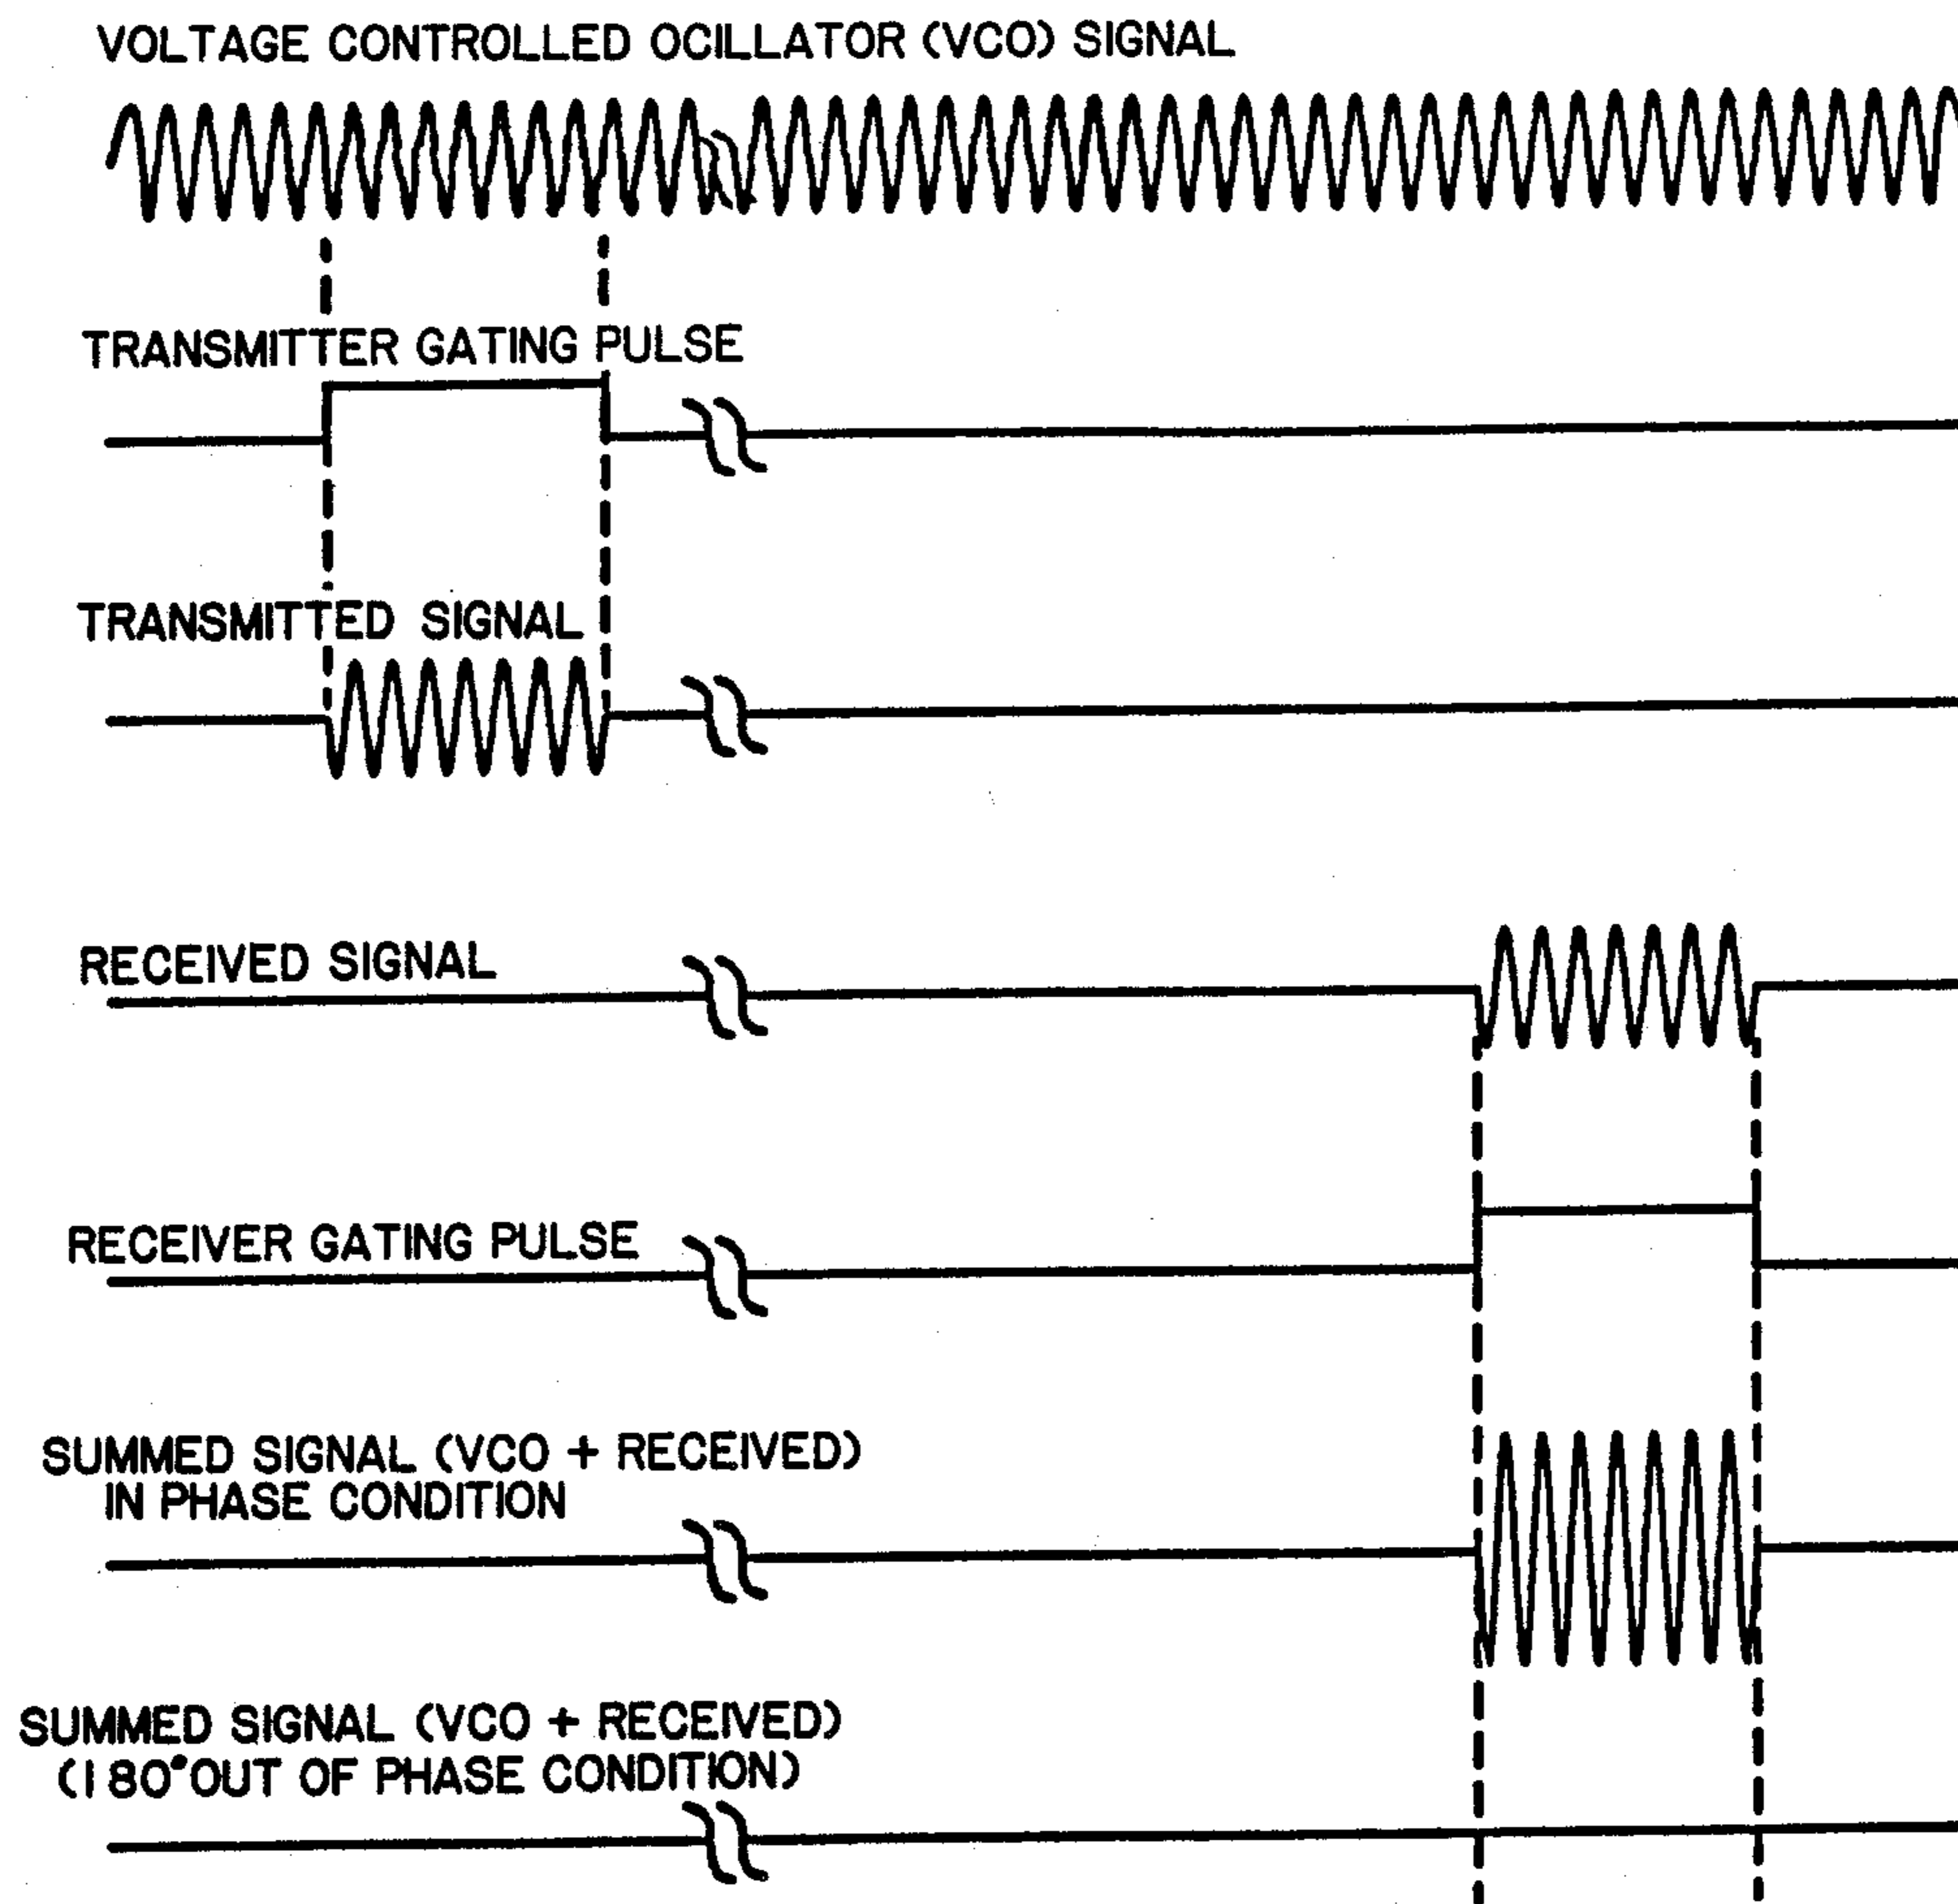 VOLTAGE CONTROLLED OCILLATOR (VCO) SIGNAL
TRANSMITTER GATING PULSE
TRANSMITTED SIGNAL
RECEIVED SIGNAL
RECEIVER GATING PULSE
SUMMED SIGNAL (VCO + RECEIVED)
IN PHASE CONDITION
SUMMED SIGNAL (VCO + RECEIVED)
(180° OUT OF PHASE CONDITION)